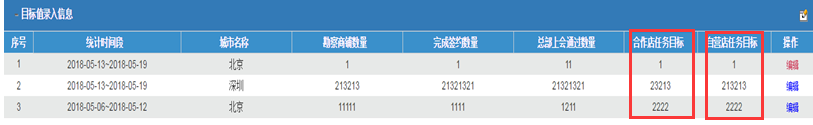 目标值录入信息
序号 统计时间段 城市名称 勘察商铺数量 完成签约数量 总部上会通过数量 合作店任务目标 自营店任务目标 操作
1 2018-05-13~2018-05-19 北京 1 1 11 1 1 编辑
2 2018-05-13~2018-05-19 深圳 213213 21321321 21321321 23213 213213 编辑
3 2018-05-06~2018-05-12 北京 11111 1111 1211 2222 2222 编辑